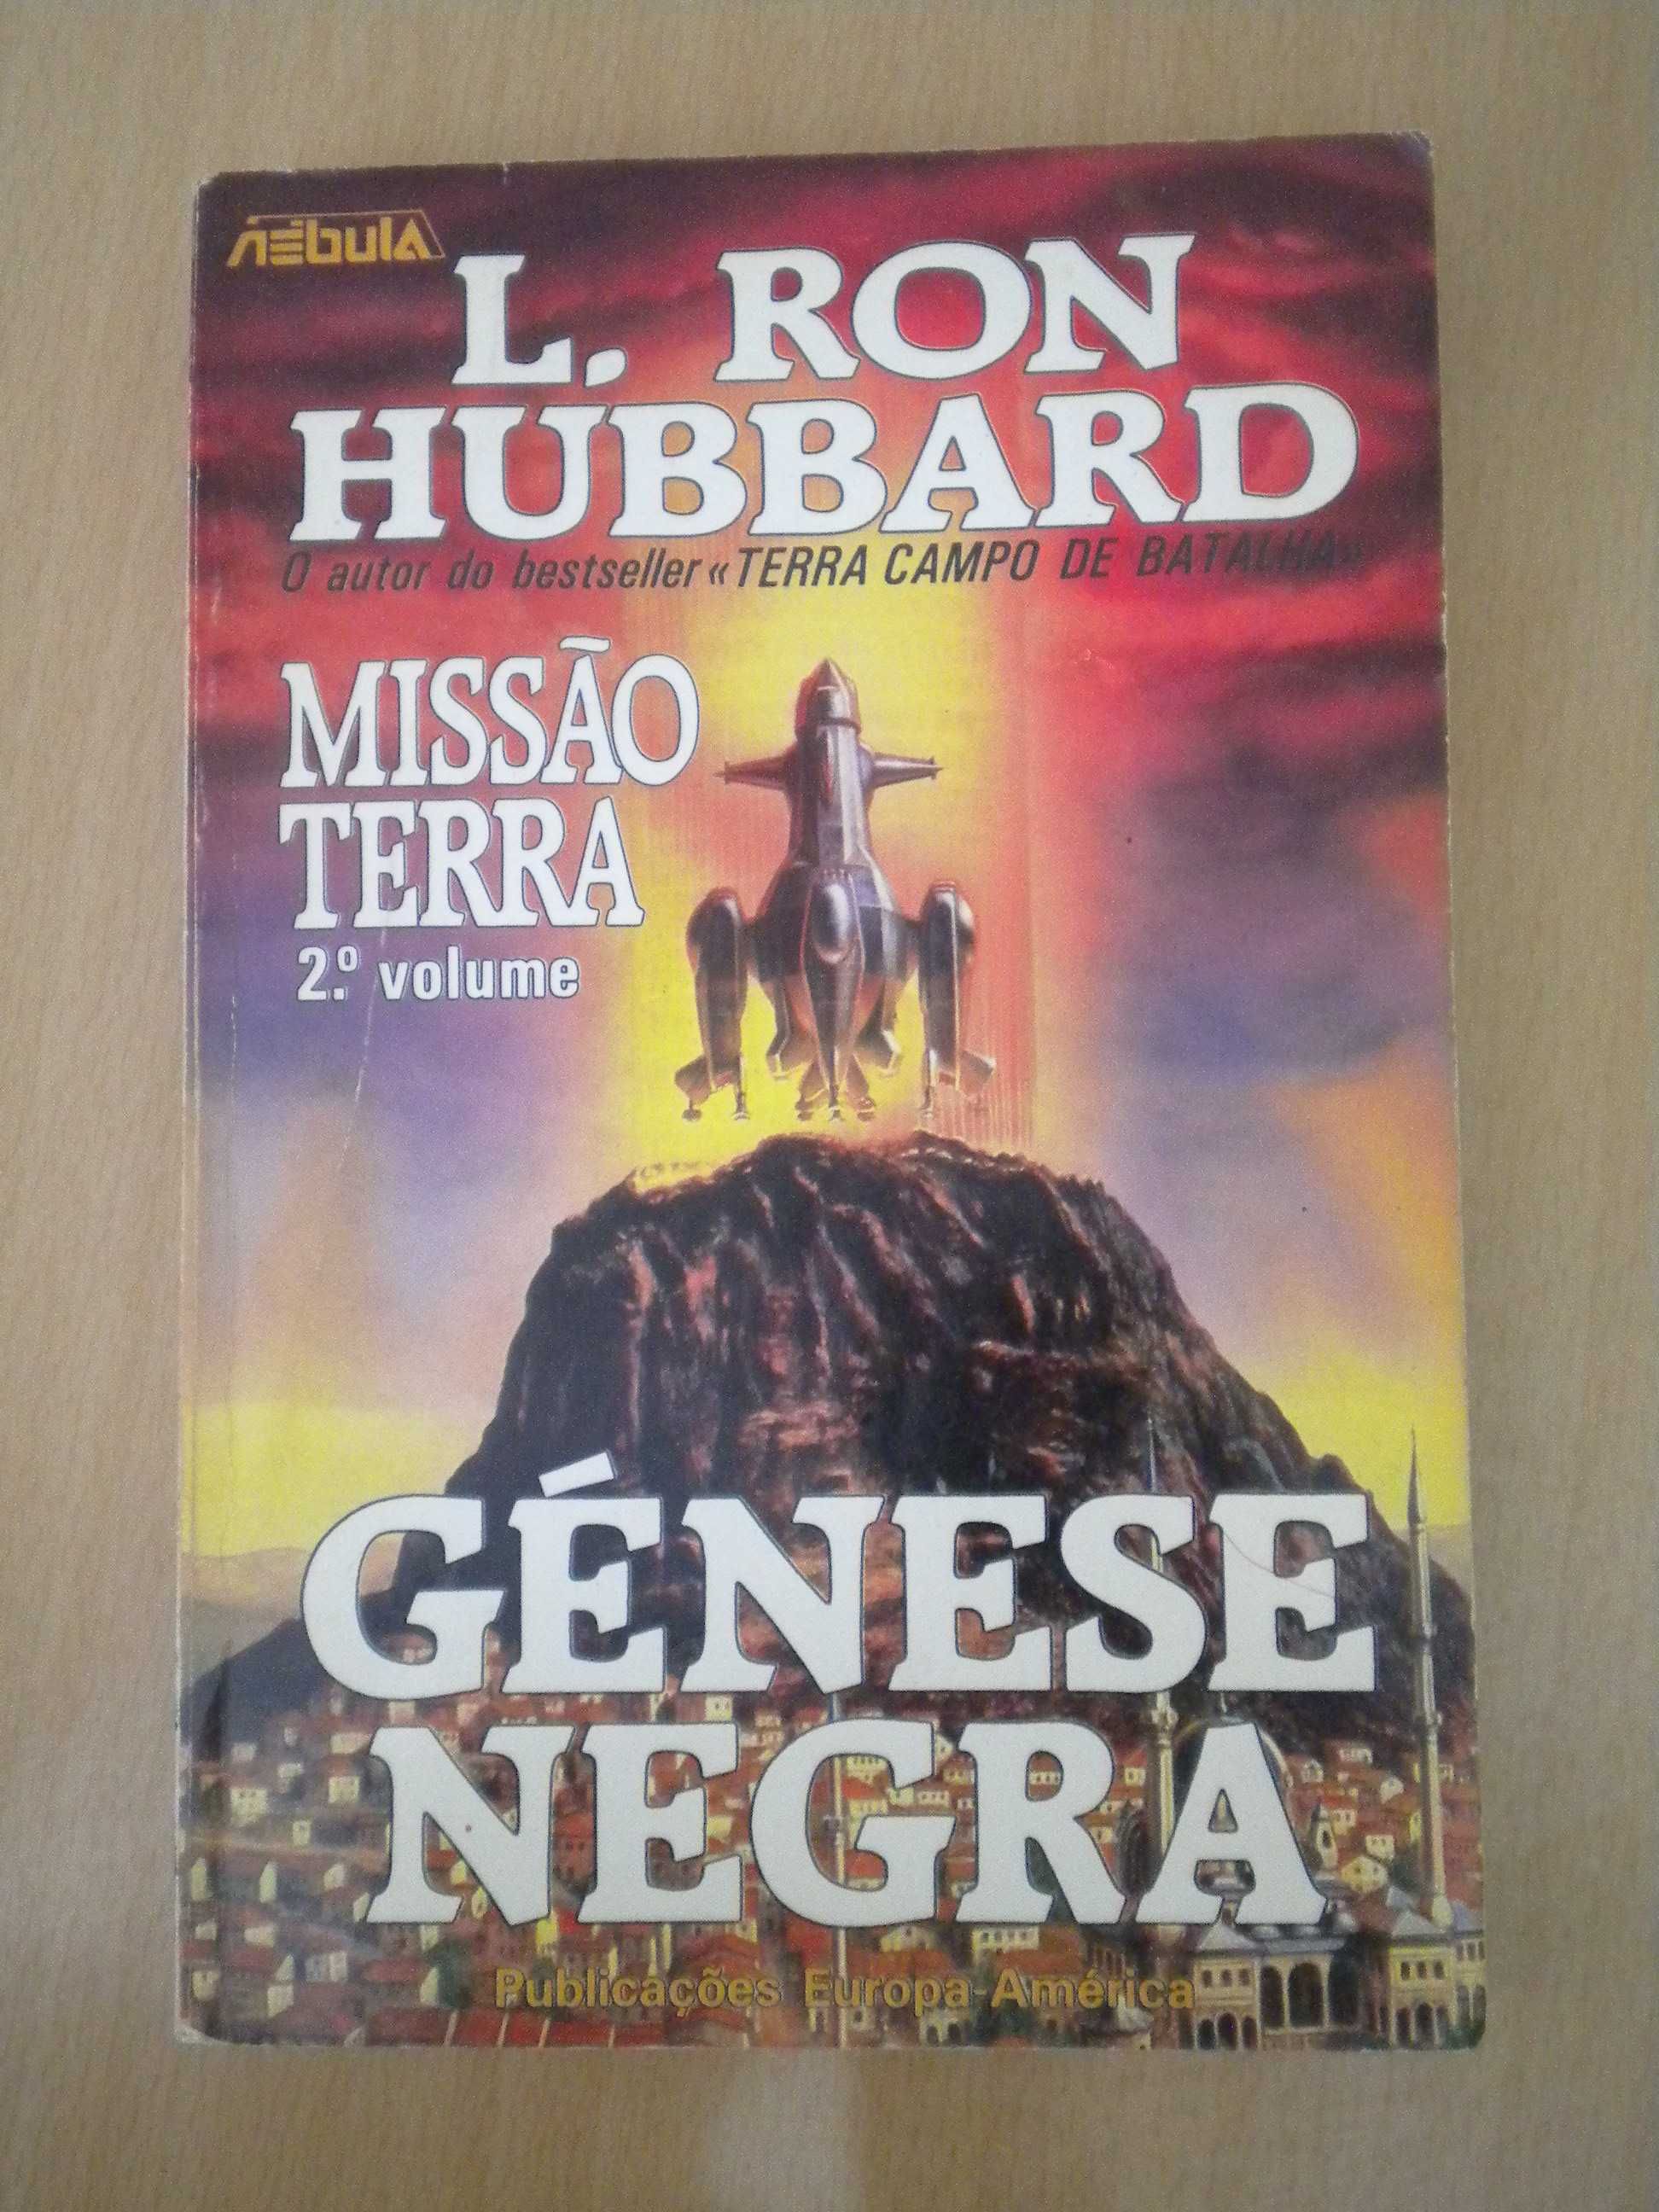 nébula
L. RON
HUBBARD
O autor do bestseller «TERRA CAMPO DE BATALHA»
MISSÃO
TERRA
2.º volume
GÉNESE
NEGRA
Publicações Europa-América